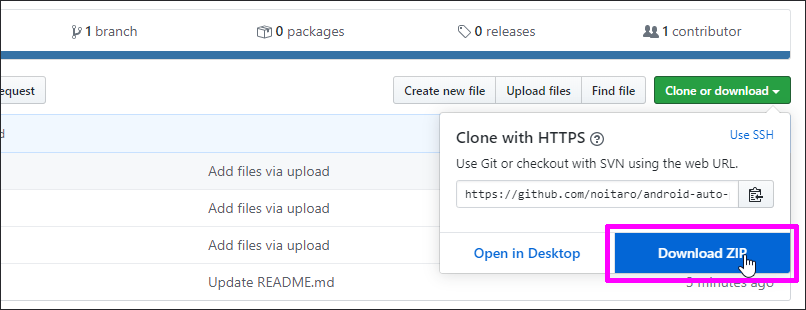 1 branch
0 packages
0 releases
1 contributor
equest
Create new file
Upload files
Find file
Clone or download
Clone with HTTPS
Use SSH
Use Git or checkout with SVN using the web URL.
https://github.com/noitaro/android-auto-
Open in Desktop
Download ZIP
Add files via upload
Add files via upload
Add files via upload
Update README.md
minutes ago